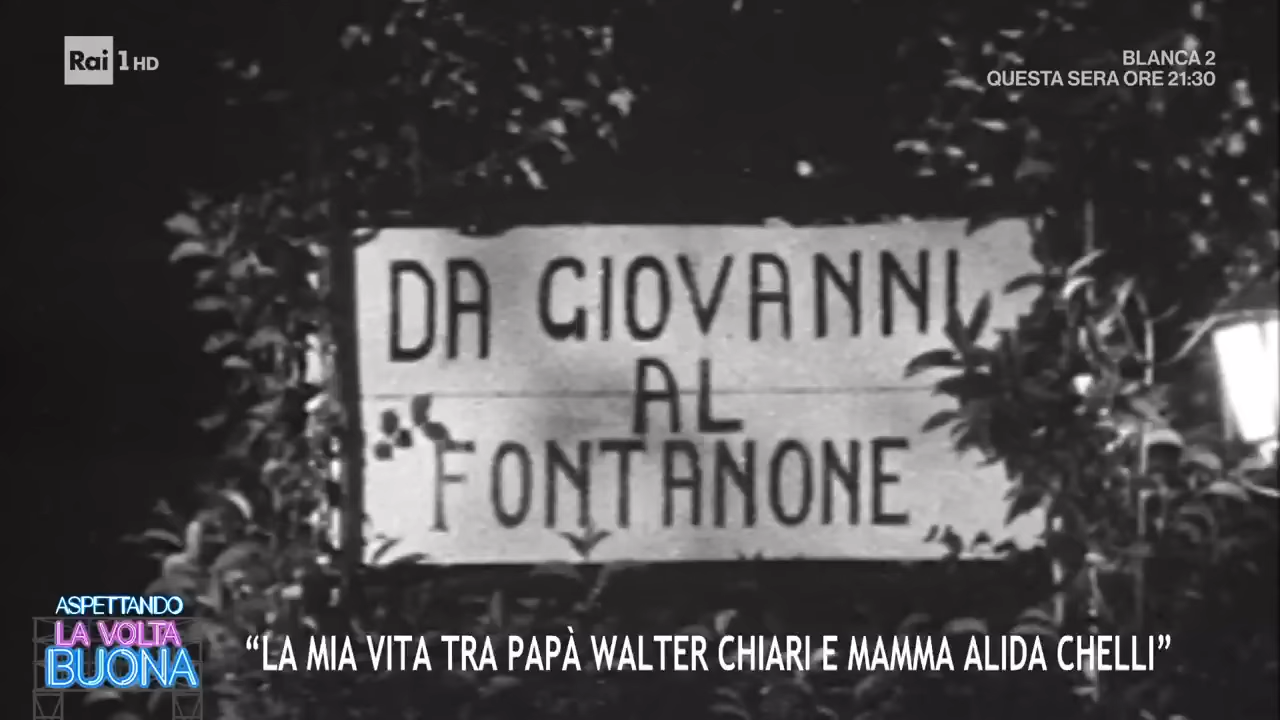 Rai 1 HD
BLANCA 2
QUESTA SERA ORE 21:30
DA GIOVANNI
AL
"FONTANONE"
ASPETTANDO
LA VOLTA
BUONA
“LA MIA VITA TRA PAPÀ WALTER CHIARI E MAMMA ALIDA CHELLI”